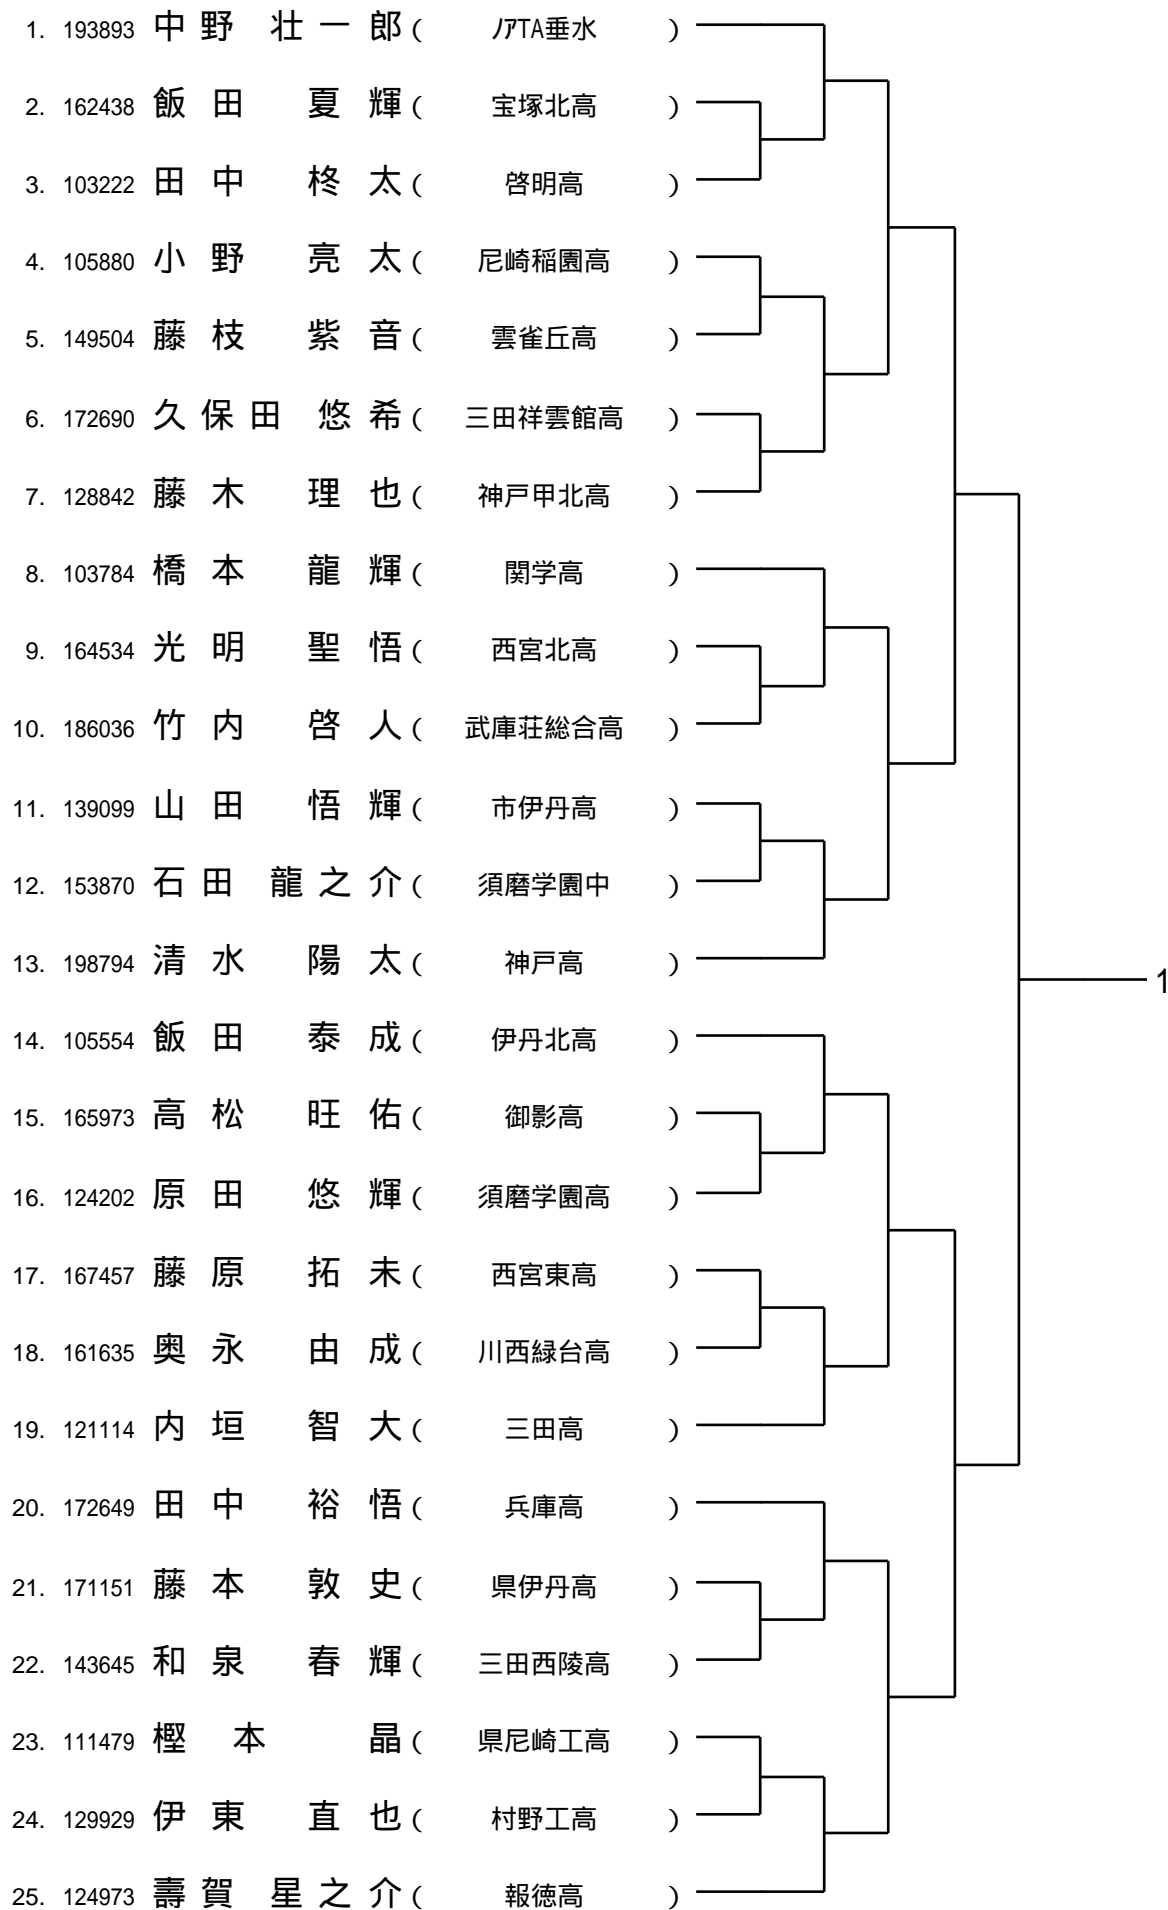 1. 193893 中野 壮一郎 ( ﾉｱTA垂水 )
2. 162438 飯田 夏輝 ( 宝塚北高 )
3. 103222 田中 柊太 ( 啓明高 )
4. 105880 小野 亮太 ( 尼崎稲園高 )
5. 149504 藤枝 紫音 ( 雲雀丘高 )
6. 172690 久保田 悠希 ( 三田祥雲館高 )
7. 128842 藤木 理也 ( 神戸甲北高 )
8. 103784 橋本 龍輝 ( 関学高 )
9. 164534 光明 聖悟 ( 西宮北高 )
10. 186036 竹内 啓人 ( 武庫荘総合高 )
11. 139099 山田 悟輝 ( 市伊丹高 )
12. 153870 石田 龍之介 ( 須磨学園中 )
13. 198794 清水 陽太 ( 神戸高 )
1
14. 105554 飯田 泰成 ( 伊丹北高 )
15. 165973 高松 旺佑 ( 御影高 )
16. 124202 原田 悠輝 ( 須磨学園高 )
17. 167457 藤原 拓未 ( 西宮東高 )
18. 161635 奥永 由成 ( 川西緑台高 )
19. 121114 内垣 智大 ( 三田高 )
20. 172649 田中 裕悟 ( 兵庫高 )
21. 171151 藤本 敦史 ( 県伊丹高 )
22. 143645 和泉 春輝 ( 三田西陵高 )
23. 111479 樫本 晶 ( 県尼崎工高 )
24. 129929 伊東 直也 ( 村野工高 )
25. 124973 壽賀 星之介 ( 報徳高 )